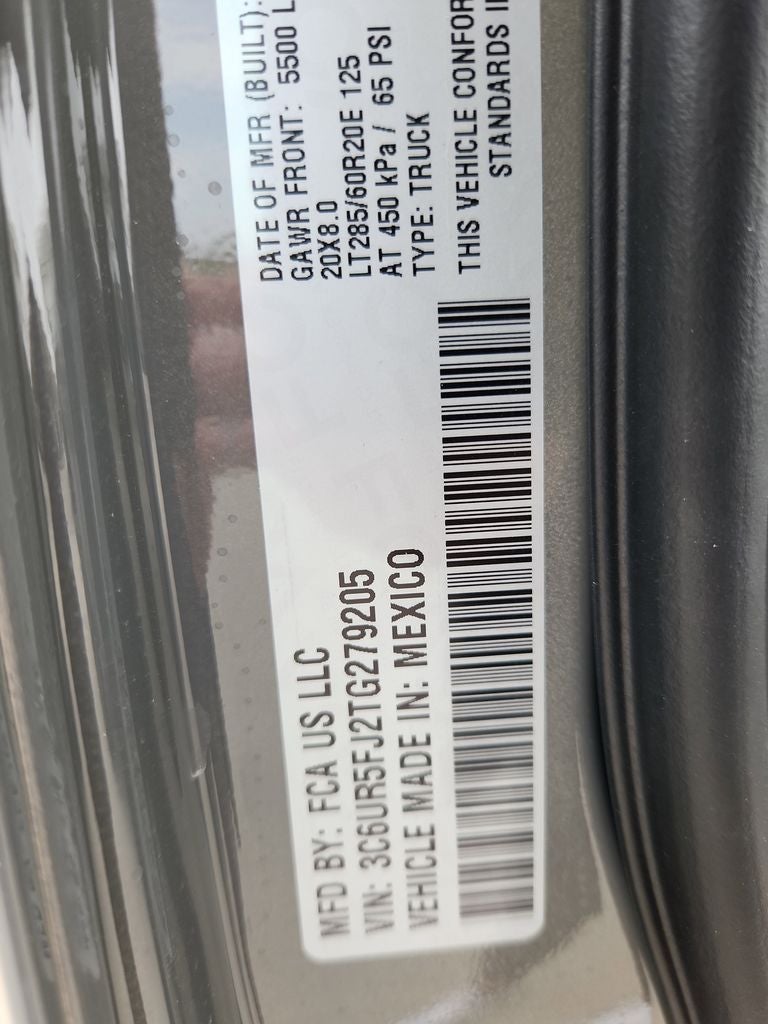 MFD BY: FCA US LLC
VIN: 3C6UR5FJ2TG279205
VEHICLE MADE IN: MEXICO
DATE OF MFR (BUILT):
GAWR FRONT: 5500 L
20X8.0
LT285/60R20E 125
AT 450 kPa / 65 PSI
TYPE: TRUCK
THIS VEHICLE CONFOR
STANDARDS I